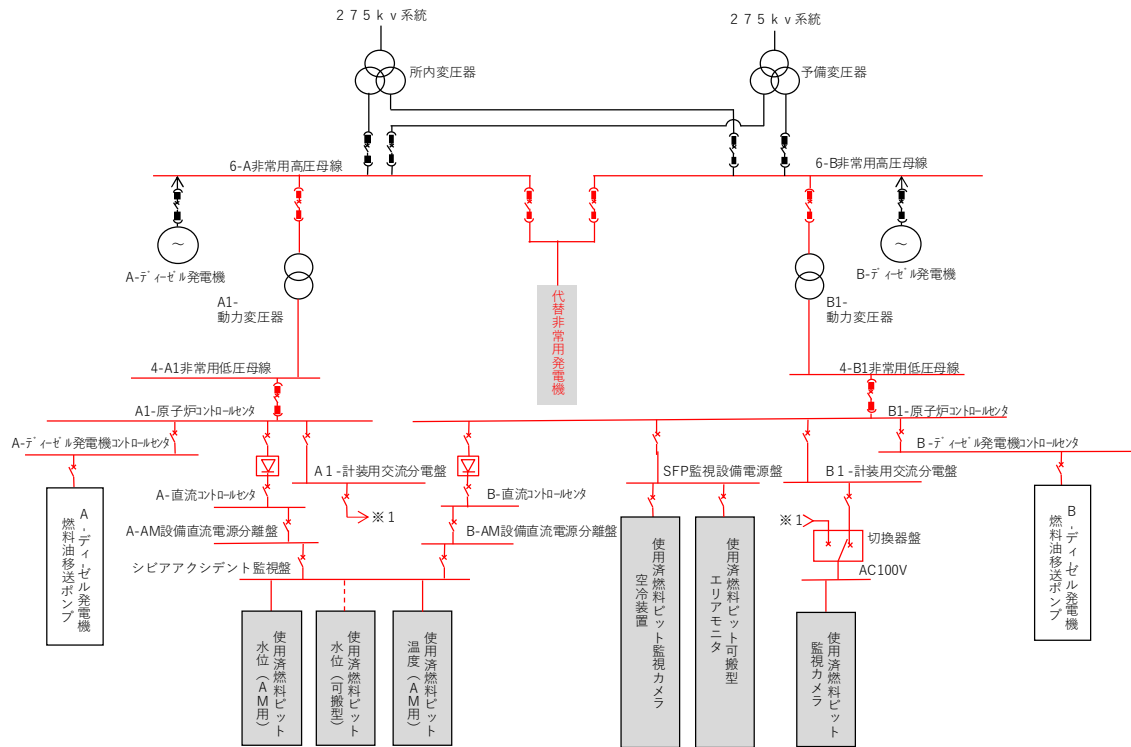 ２７５ｋｖ系統
２７５ｋｖ系統
所内変圧器
予備変圧器
6-A非常用高圧母線
6-B非常用高圧母線
～
～
A-ﾃﾞｨｰｾﾞﾙ発電機
B-ﾃﾞｨｰｾﾞﾙ発電機
A1-
動力変圧器
代替非常用発電機
B1-
動力変圧器
4-A1非常用低圧母線
4-B1非常用低圧母線
A1-原子炉ｺﾝﾄﾛｰﾙｾﾝﾀ
B1-原子炉ｺﾝﾄﾛｰﾙｾﾝﾀ
A-ﾃﾞｨｰｾﾞﾙ発電機ｺﾝﾄﾛｰﾙｾﾝﾀ
B-ﾃﾞｨｰｾﾞﾙ発電機ｺﾝﾄﾛｰﾙｾﾝﾀ
A１-計装用交流分電盤
SFP監視設備電源盤
B１-計装用交流分電盤
A-直流ｺﾝﾄﾛｰﾙｾﾝﾀ
B-直流ｺﾝﾄﾛｰﾙｾﾝﾀ
※１
※１
A-AM設備直流電源分離盤
B-AM設備直流電源分離盤
切換器盤
シビアアクシデント監視盤
AC100V
A-ディーゼル発電機
燃料油移送ポンプ
使用済燃料ピット
水位（AM用）
使用済燃料ピット
水位（可搬型）
使用済燃料ピット
温度（AM用）
使用済燃料ピット監視カメラ
空冷装置
使用済燃料ピット可搬型
エリアモニタ
使用済燃料ピット
監視カメラ
B-ディーゼル発電機
燃料油移送ポンプ